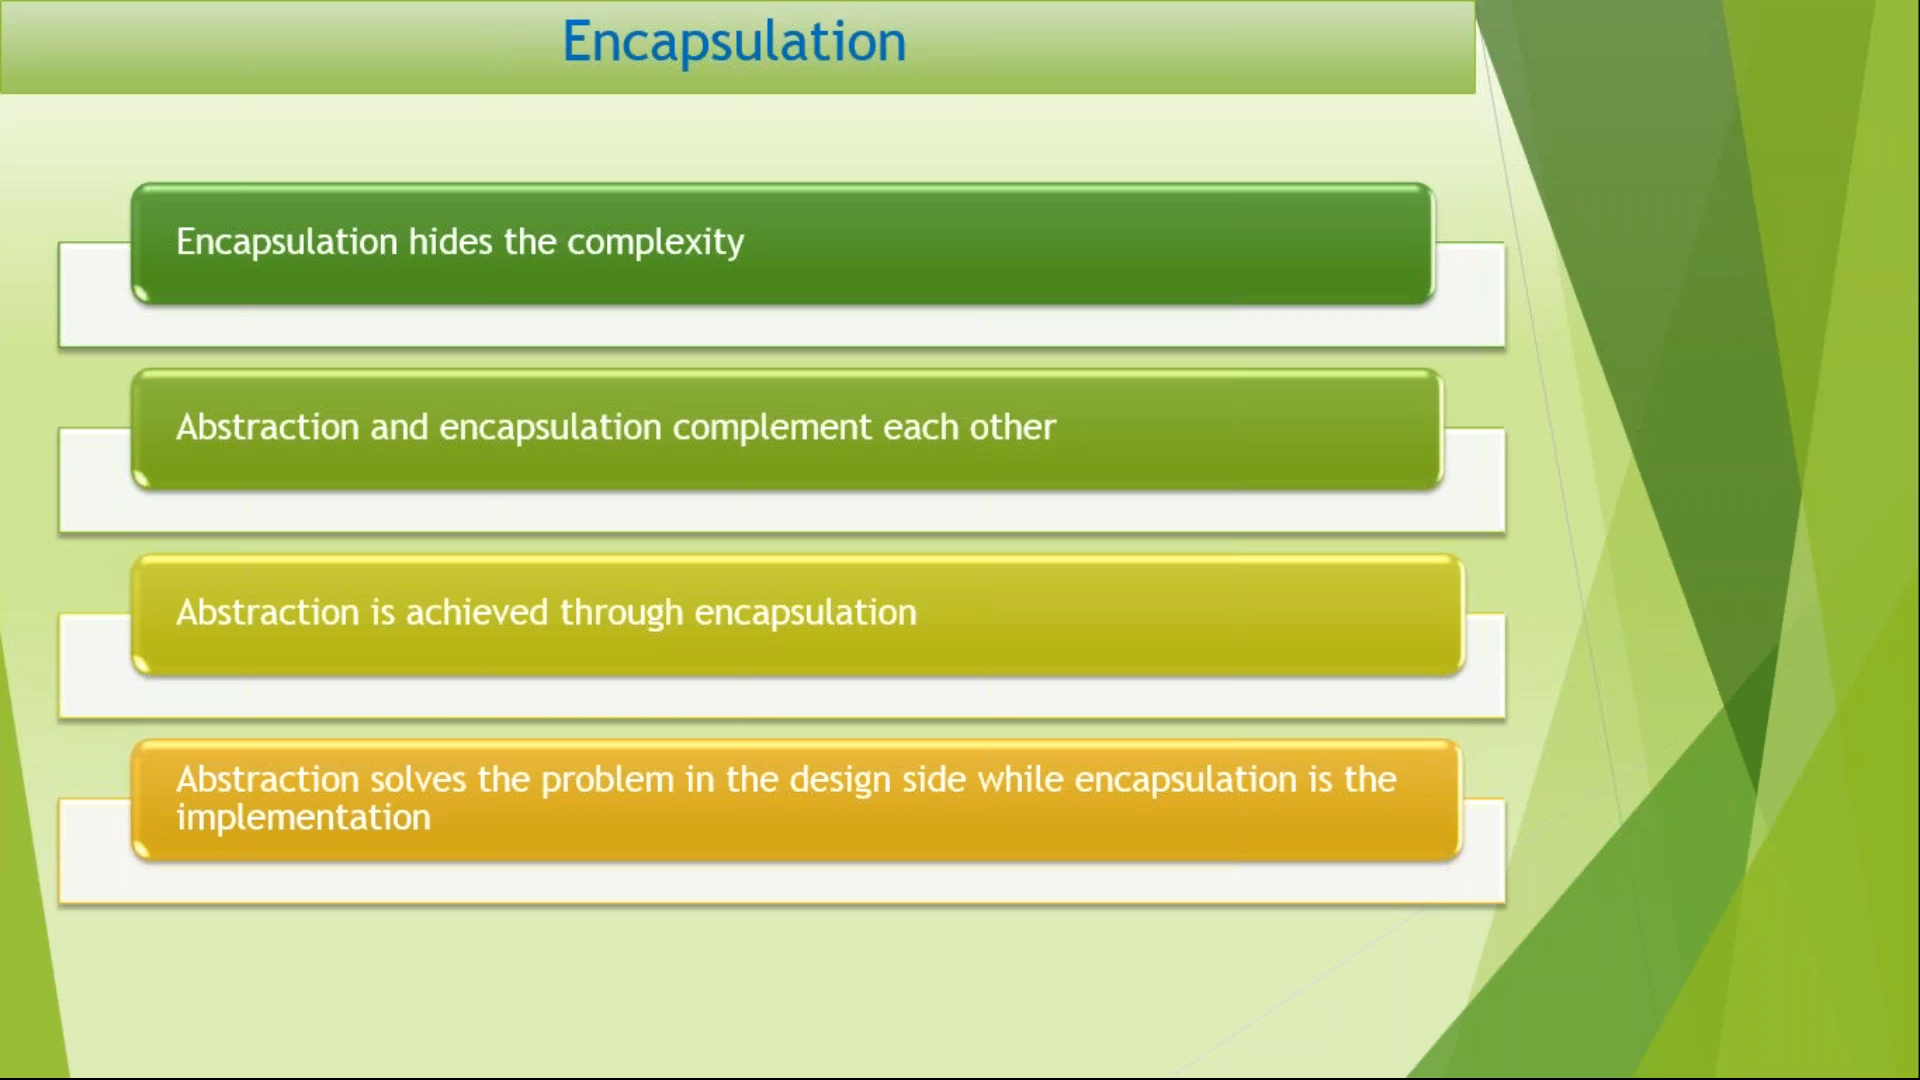 Encapsulation
Encapsulation hides the complexity
Abstraction and encapsulation complement each other
Abstraction is achieved through encapsulation
Abstraction solves the problem in the design side while encapsulation is the
implementation